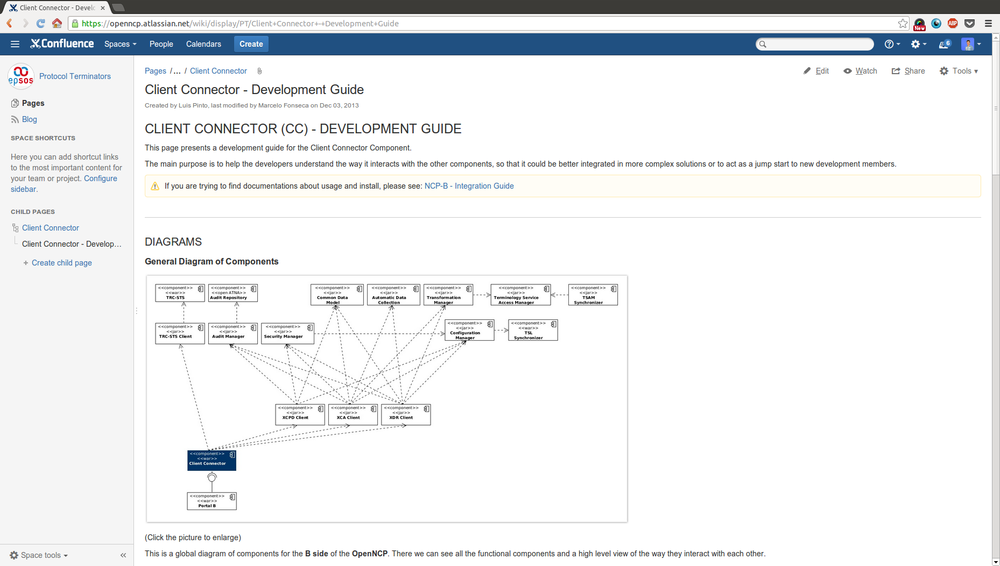 Client Connector - Develo
https://openncp.atlassian.net/wiki/display/PT/Client+Connector+-+Development+Guide
New
ABP
Confluence
Spaces
People
Calendars
Create
6
epsos
Protocol Terminators
Pages
Blog
SPACE SHORTCUTS
Here you can add shortcut links
to the most important content for
your team or project. Configure
sidebar.
CHILD PAGES
Client Connector
Client Connector - Develop…
+ Create child page
Space tools
«
Pages /... / Client Connector
Edit
Watch
Share
Tools
Client Connector - Development Guide
Created by Luis Pinto, last modified by Marcelo Fonseca on Dec 03, 2013
CLIENT CONNECTOR (CC) - DEVELOPMENT GUIDE
This page presents a development guide for the Client Connector Component.
The main purpose is to help the developers understand the way it interacts with the other components, so that it could be better integrated in more complex solutions or to act as a jump start to new development members.
If you are trying to find documentations about usage and install, please see: NCP-B - Integration Guide
DIAGRAMS
General Diagram of Components
<<component>>
<<war>>
TRC-STS
<<component>>
<<open ATNA>>
Audit Repository
<<component>>
<<jar>>
Common Data
Model
<<component>>
<<jar>>
Automatic Data
Collection
<<component>>
<<jar>>
Transformation
Manager
<<component>>
<<jar>>
Terminology Service
Access Manager
<<component>>
<<jar>>
TSAM
Synchronizer
<<component>>
<<jar>>
TRC-STS Client
<<component>>
<<jar>>
Audit Manager
<<component>>
<<jar>>
Security Manager
<<component>>
<<jar>>
Configuration
Manager
<<component>>
<<war>>
TSL
Synchronizer
<<component>>
<<jar>>
XCPD Client
<<component>>
<<jar>>
XCA Client
<<component>>
<<jar>>
XDR Client
<<component>>
<<war>>
Client Connector
<<component>>
<<war>>
Portal B
(Click the picture to enlarge)
This is a global diagram of components for the B side of the OpenNCP. There we can see all the functional components and a high level view of the way they interact with each other.